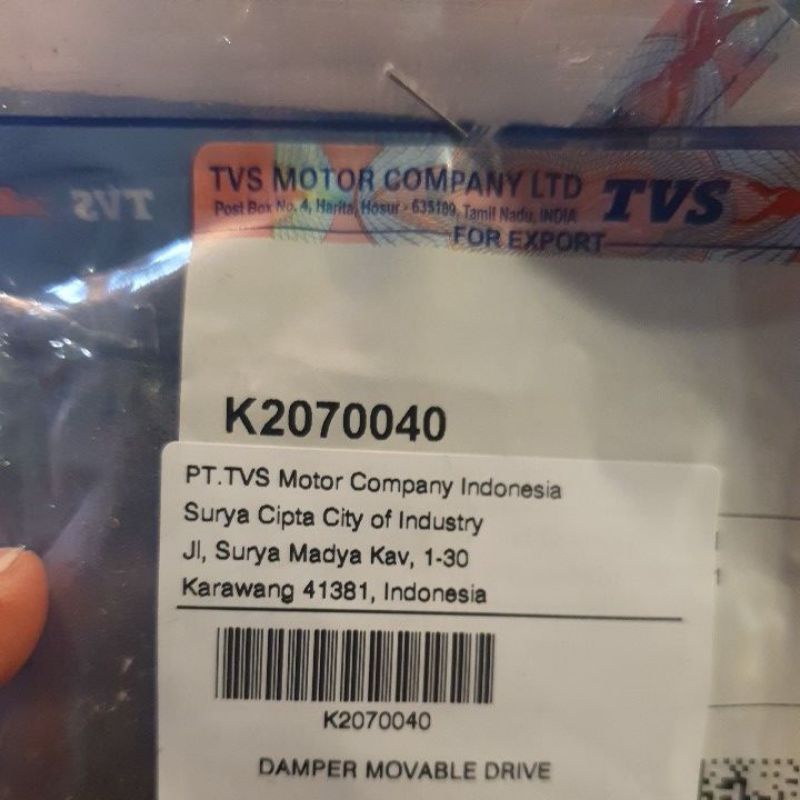 TVS
TVS MOTOR COMPANY LTD TVS
Post Box No. 4, Harita, Hosur - 635109, Tamil Nadu, INDIA
FOR EXPORT
K2070040
PT.TVS Motor Company Indonesia
Surya Cipta City of Industry
Jl, Surya Madya Kav, 1-30
Karawang 41381, Indonesia
K2070040
DAMPER MOVABLE DRIVE